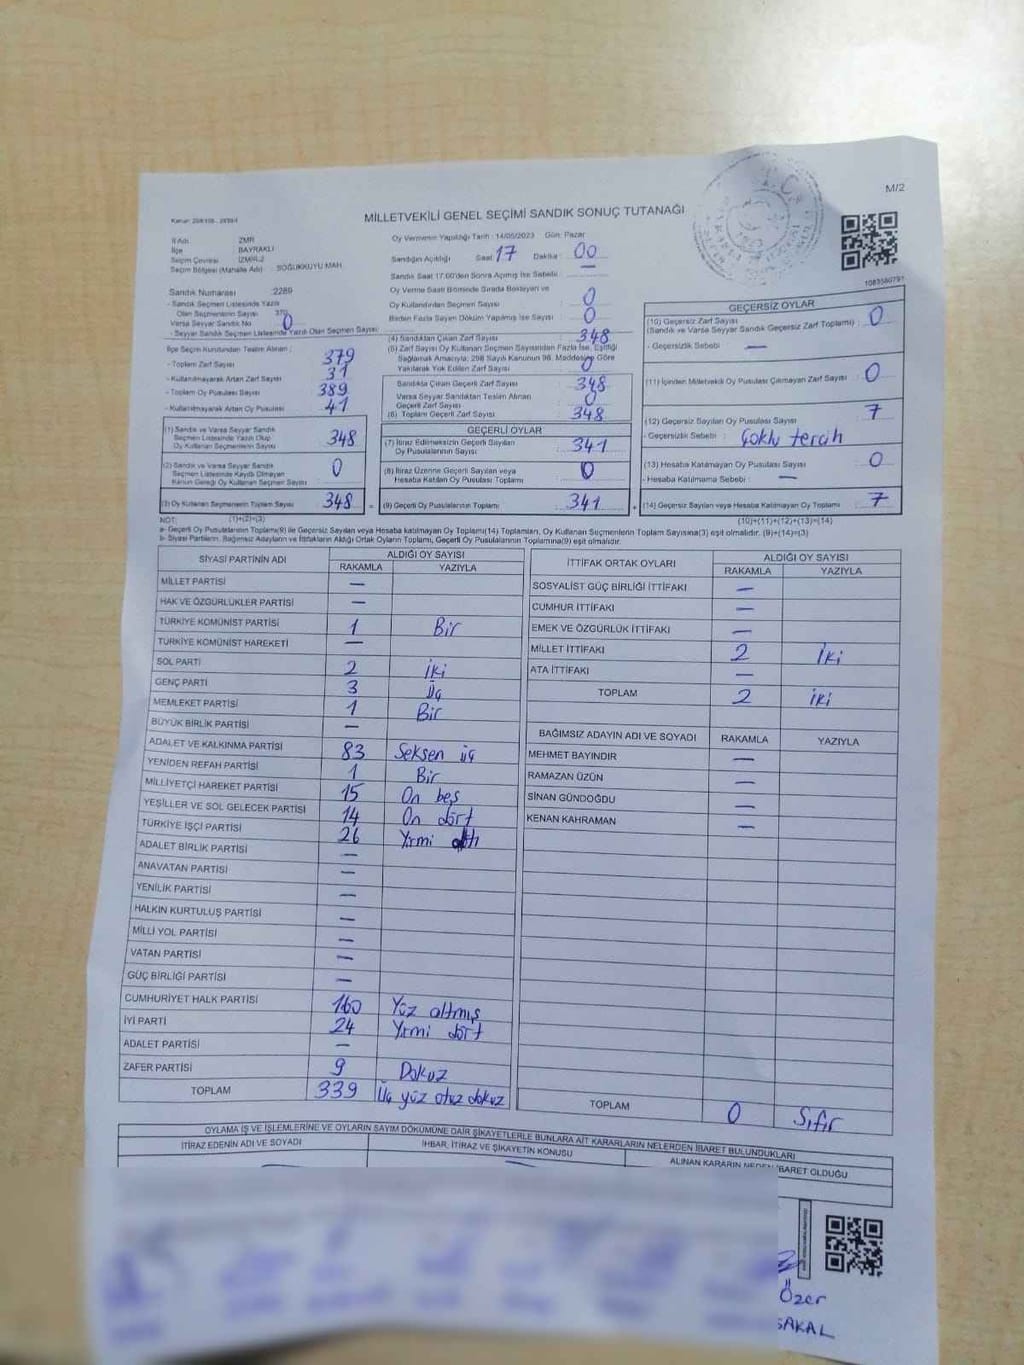 M/2
MİLLETVEKİLİ GENEL SEÇİMİ SANDIK SONUÇ TUTANAĞI
İl Adı ZMR
İlçe BAYRAKLI
Seçim Çevresi İZMİR-2
Seçim Bölgesi (Mahalle Adı) SOĞUKKUYU MAH
Oy Vermenin Yapıldığı Tarih : 14/05/2023 Gün: Pazar
Sandığın Açıldığı Saat 17 Dakika : 00
Sandık Saat 17.00'den Sonra Açılmış İse Sebebi : —
1083580791
Sandık Numarası 2289
- Sandık Seçmen Listesinde Yazılı
Olan Seçmenlerin Sayısı
Varsa Seyyar Sandık No 0
- Seyyar Sandık Seçmen Listesinde Yazılı Olan Seçmen Sayısı
Oy Verme Saati Bitiminde Sırada Bekleyen ve
Oy Kullandırılan Seçmen Sayısı 0
Birden Fazla Sayım Döküm Yapılmış İse Sayısı 0
(4) Sandıktan Çıkan Zarf Sayısı 348
(5) Zarf Sayısı Oy Kullanan Seçmen Sayısından Fazla İse, Eşitliği
Sağlamak Amacıyla, 298 Sayılı Kanunun 98. Maddesine Göre
Yakılarak Yok Edilen Zarf Sayısı 0
İlçe Seçim Kurulundan Teslim Alınan :
- Toplam Zarf Sayısı 379
- Kullanılmayarak Artan Zarf Sayısı 31
- Toplam Oy Pusulası Sayısı 389
- Kullanılmayarak Artan Oy Pusulası 41
Sandıkta Çıkan Geçerli Zarf Sayısı 348
Varsa Seyyar Sandıktan Teslim Alınan
Geçerli Zarf Sayısı 0
(6) Toplam Geçerli Zarf Sayısı 348
(1) Sandık ve Varsa Seyyar Sandık
Seçmen Listesinde Yazılı Olup
Oy Kullanan Seçmenlerin Sayısı 348
(2) Sandık ve Varsa Seyyar Sandık
Seçmen Listesinde Kayıtlı Olmayan
Kanun Gereği Oy Kullanan Seçmen Sayısı 0
(3) Oy Kullanan Seçmenlerin Toplam Sayısı 348
GEÇERLİ OYLAR
(7) İtiraz Edilmeksizin Geçerli Sayılan
Oy Pusulalarının Sayısı 341
(8) İtiraz Üzerine Geçerli Sayılan veya
Hesaba Katılan Oy Pusulası Toplamı 0
= (9) Geçerli Oy Pusulalarının Toplamı 341 +
GEÇERSİZ OYLAR
(10) Geçersiz Zarf Sayısı
(Sandık ve Varsa Seyyar Sandık Geçersiz Zarf Toplamı) 0
- Geçersizlik Sebebi : —
(11) İçinden Milletvekili Oy Pusulası Çıkmayan Zarf Sayısı 0
(12) Geçersiz Sayılan Oy Pusulası Sayısı 7
- Geçersizlik Sebebi : Çoklu tercih
(13) Hesaba Katılmayan Oy Pusulası Sayısı 0
- Hesaba Katılmama Sebebi : —
(14) Geçersiz Sayılan veya Hesaba Katılmayan Oy Toplamı 7
NOT: (1)+(2)=(3) (10)+(11)+(12)+(13)=(14)
a- Geçerli Oy Pusulalarının Toplamı(9) ile Geçersiz Sayılan veya Hesaba katılmayan Oy Toplamı(14) Toplamları, Oy Kullanan Seçmenlerin Toplam Sayısına(3) eşit olmalıdır. (9)+(14)=(3)
b- Siyasi Partilerin, Bağımsız Adayların ve İttifakların Aldığı Ortak Oyların Toplamı, Geçerli Oy Pusulalarının Toplamına(9) eşit olmalıdır.
SİYASİ PARTİNİN ADI ALDIĞI OY SAYISI
RAKAMLA YAZIYLA
MİLLET PARTİSİ —
HAK VE ÖZGÜRLÜKLER PARTİSİ —
TÜRKİYE KOMÜNİST PARTİSİ 1 Bir
TÜRKİYE KOMÜNİST HAREKETİ —
SOL PARTİ 2 İki
GENÇ PARTİ 3 Üç
MEMLEKET PARTİSİ 1 Bir
BÜYÜK BİRLİK PARTİSİ —
ADALET VE KALKINMA PARTİSİ 83 Seksen üç
YENİDEN REFAH PARTİSİ 1 Bir
MİLLİYETÇİ HAREKET PARTİSİ 15 On beş
YEŞİLLER VE SOL GELECEK PARTİSİ 14 On dört
TÜRKİYE İŞÇİ PARTİSİ 26 Yirmi altı
ADALET BİRLİK PARTİSİ —
ANAVATAN PARTİSİ —
YENİLİK PARTİSİ —
HALKIN KURTULUŞ PARTİSİ —
MİLLİ YOL PARTİSİ —
VATAN PARTİSİ —
GÜÇ BİRLİĞİ PARTİSİ —
CUMHURİYET HALK PARTİSİ 160 Yüz altmış
İYİ PARTİ 24 Yirmi dört
ADALET PARTİSİ —
ZAFER PARTİSİ 9 Dokuz
TOPLAM 339 Üç yüz otuz dokuz
İTTİFAK ORTAK OYLARI ALDIĞI OY SAYISI
RAKAMLA YAZIYLA
SOSYALİST GÜÇ BİRLİĞİ İTTİFAKI —
CUMHUR İTTİFAKI —
EMEK VE ÖZGÜRLÜK İTTİFAKI —
MİLLET İTTİFAKI 2 İki
ATA İTTİFAKI —
TOPLAM 2 İki
BAĞIMSIZ ADAYIN ADI VE SOYADI RAKAMLA YAZIYLA
MEHMET BAYINDIR —
RAMAZAN ÜZÜN —
SİNAN GÜNDOĞDU —
KENAN KAHRAMAN —
TOPLAM 0 Sıfır
OYLAMA İŞ VE İŞLEMLERİNE VE OYLARIN SAYIM DÖKÜMÜNE DAİR ŞİKAYETLERLE BUNLARA AİT KARARLARIN NELERDEN İBARET BULUNDUKLARI
İTİRAZ EDENİN ADI VE SOYADI İHBAR, İTİRAZ VE ŞİKAYETİN KONUSU ALINAN KARARIN NEDEN İBARET OLDUĞU
Özer
SAKAL